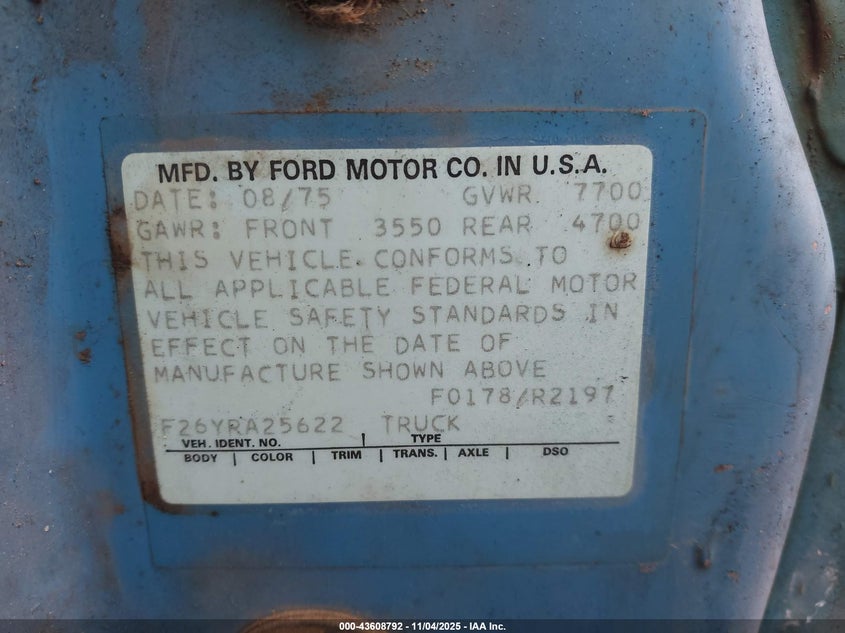 MFD. BY FORD MOTOR CO. IN U.S.A.
DATE: 08/75 GVWR 7700
GAWR: FRONT 3550 REAR 4700
THIS VEHICLE CONFORMS TO
ALL APPLICABLE FEDERAL MOTOR
VEHICLE SAFETY STANDARDS IN
EFFECT ON THE DATE OF
MANUFACTURE SHOWN ABOVE
F0178/R2197
F26YRA25622 TRUCK
VEH. IDENT. NO. | TYPE
BODY | COLOR | TRIM | TRANS. | AXLE | DSO
000-43608792 - 11/04/2025 - IAA Inc.